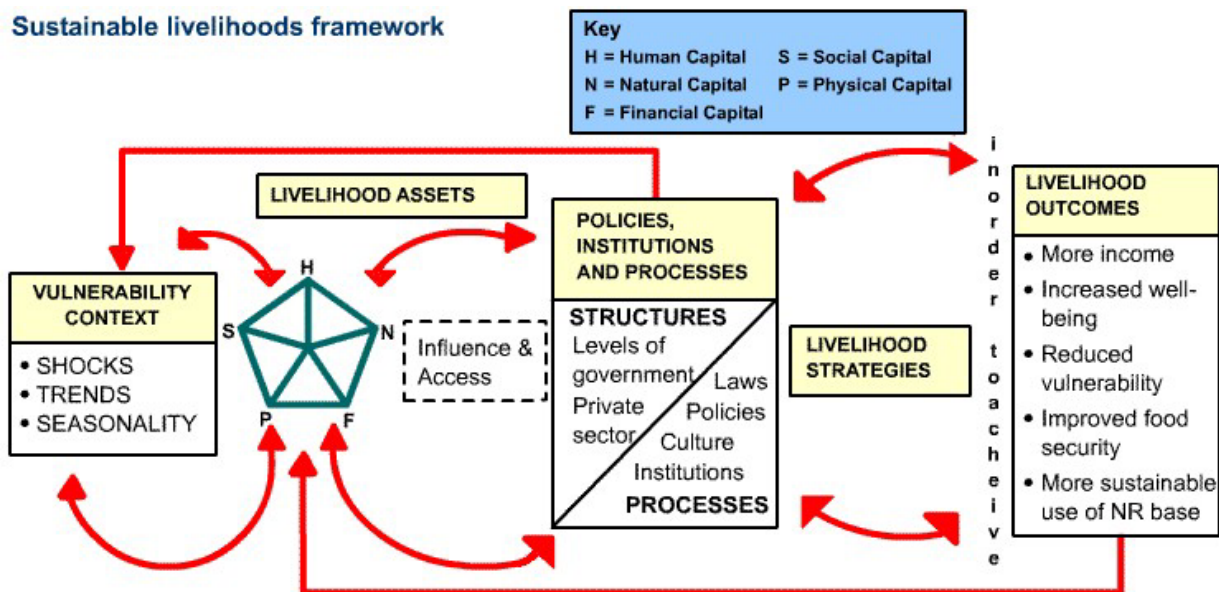 Sustainable livelihoods framework
Key
H = Human Capital S = Social Capital
N = Natural Capital P = Physical Capital
F = Financial Capital
LIVELIHOOD ASSETS
H
S
N
P
F
VULNERABILITY
CONTEXT
• SHOCKS
• TRENDS
• SEASONALITY
Influence &
Access
POLICIES,
INSTITUTIONS
AND PROCESSES
STRUCTURES
Levels of
government
Private
sector
Laws
Policies
Culture
Institutions
PROCESSES
LIVELIHOOD
STRATEGIES
inorder toacheive
LIVELIHOOD
OUTCOMES
• More income
• Increased well-
being
• Reduced
vulnerability
• Improved food
security
• More sustainable
use of NR base